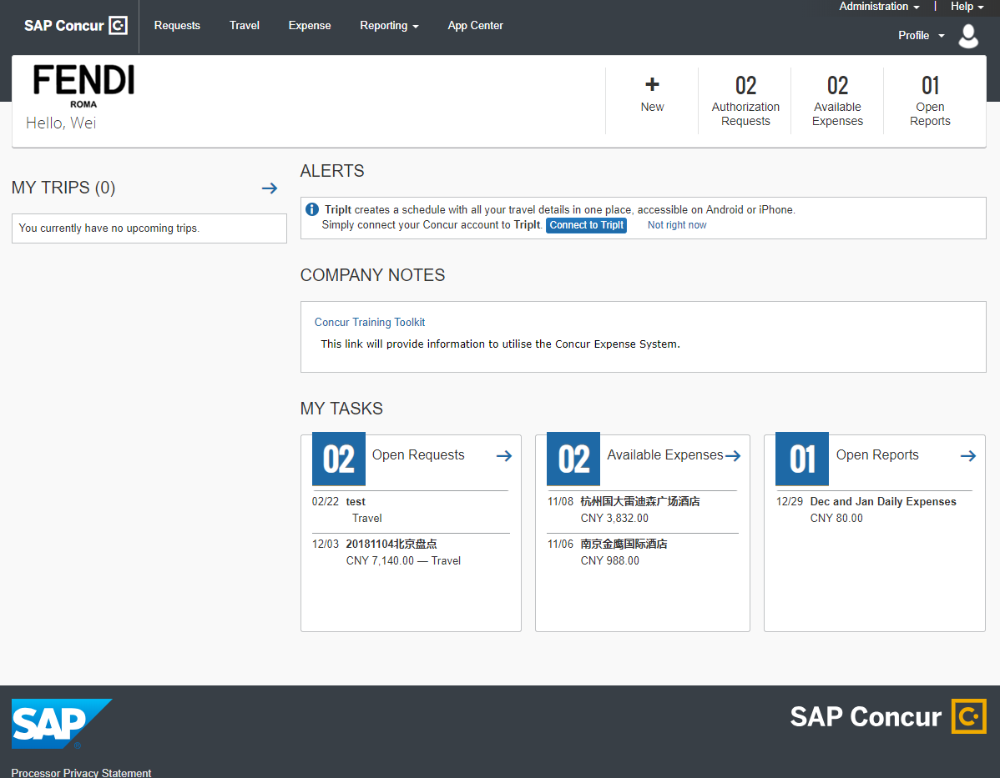 Administration | Help
SAP Concur C Requests Travel Expense Reporting App Center
Profile
FENDI
ROMA
Hello, Wei
+ 02 02 01
New Authorization Available Open
Requests Expenses Reports
MY TRIPS (0)
You currently have no upcoming trips.
ALERTS
TripIt creates a schedule with all your travel details in one place, accessible on Android or iPhone.
Simply connect your Concur account to TripIt. Connect to TripIt Not right now
COMPANY NOTES
Concur Training Toolkit
This link will provide information to utilise the Concur Expense System.
MY TASKS
02 Open Requests
02/22 test
Travel
12/03 20181104北京盘点
CNY 7,140.00 — Travel
02 Available Expenses
11/08 杭州国大雷迪森广场酒店
CNY 3,832.00
11/06 南京金鹰国际酒店
CNY 988.00
01 Open Reports
12/29 Dec and Jan Daily Expenses
CNY 80.00
SAP ®
SAP Concur C
Processor Privacy Statement